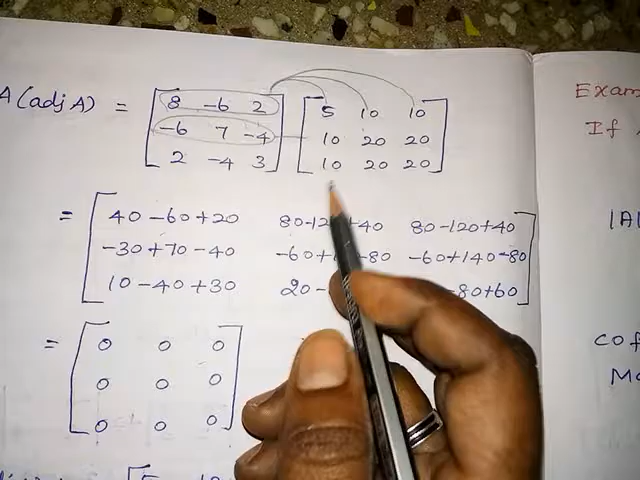 A(adj A) = [8 -6 2 -6 7 -4 2 -4 3] [5 10 10 10 20 20 10 20 20]
= [40-60+20 80-12 +40 80-120+40
-30+70-40 -60+1 -80 -60+140-80
10-40+30 20- -80+60]
= [0 0 0
0 0 0
0 0 0]
Exam
If
|A|
Cof
Ma